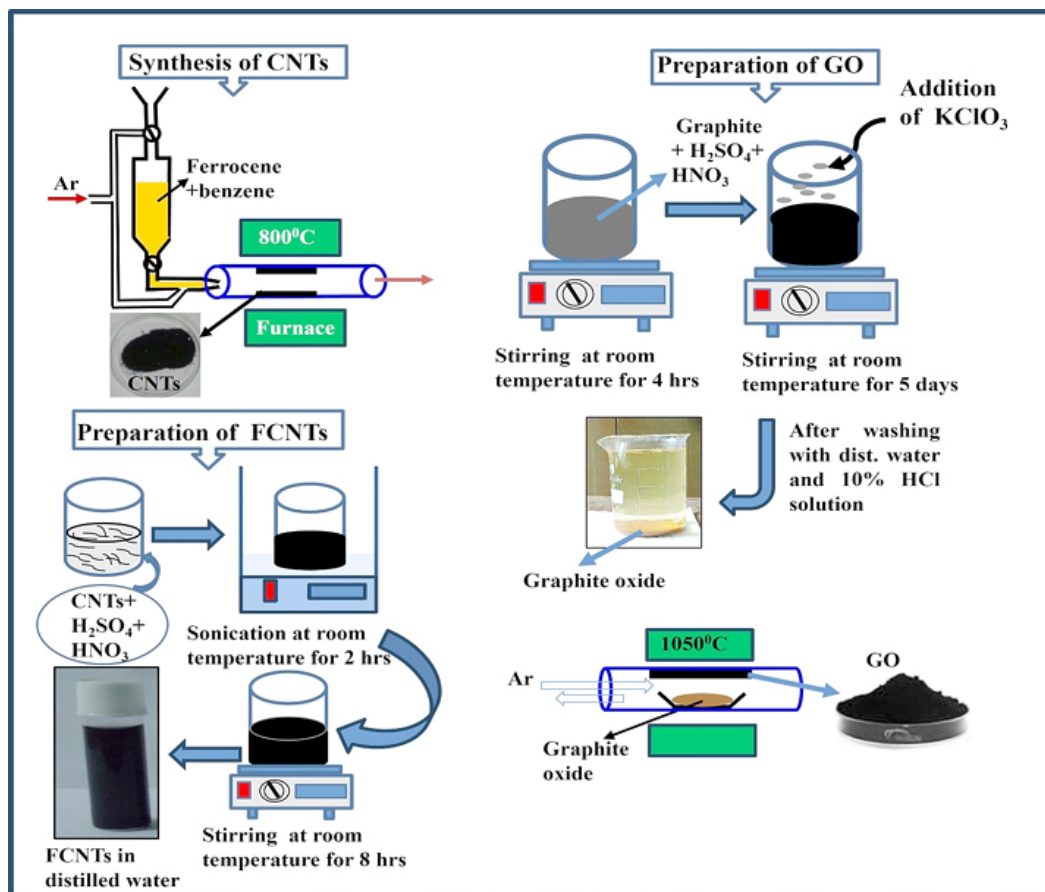 Synthesis of CNTs
Ar
Ferrocene
+benzene
800⁰C
Furnace
CNTs
Preparation of FCNTs
CNTs+
H₂SO₄+
HNO₃
Sonication at room
temperature for 2 hrs
Stirring at room
temperature for 8 hrs
FCNTs in
distilled water
Preparation of GO
Graphite
+ H₂SO₄+
HNO₃
Addition
of KClO₃
Stirring at room
temperature for 4 hrs
Stirring at room
temperature for 5 days
After washing
with dist. water
and 10% HCl
solution
Graphite oxide
1050⁰C
Ar
Graphite
oxide
GO